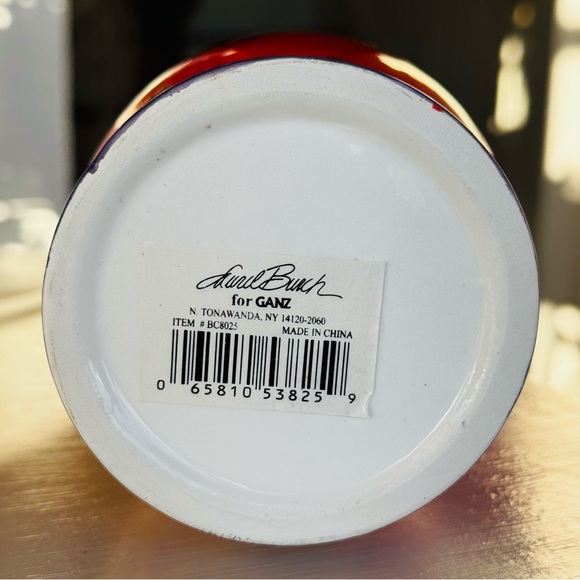 Laurel Burch
for GANZ
N. TONAWANDA, NY 14120-2060
ITEM # BC8025 MADE IN CHINA
0 65810 53825 9